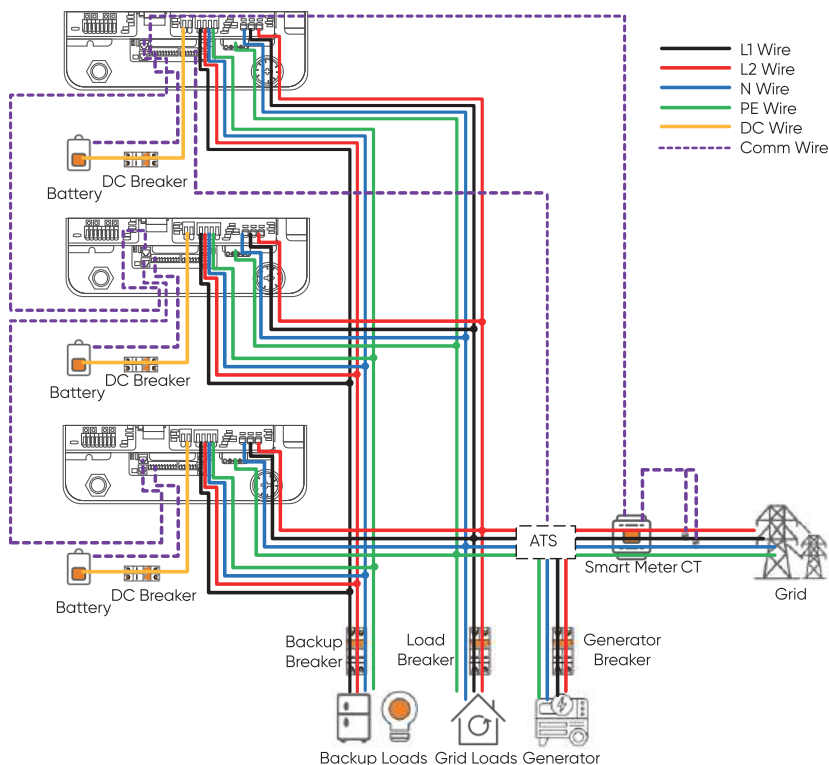 L1 Wire
L2 Wire
N Wire
PE Wire
DC Wire
Comm Wire
DC Breaker
Battery
DC Breaker
Battery
ATS
Smart Meter CT
DC Breaker
Battery
Grid
Backup
Breaker
Load
Breaker
Generator
Breaker
Backup Loads
Grid Loads
Generator